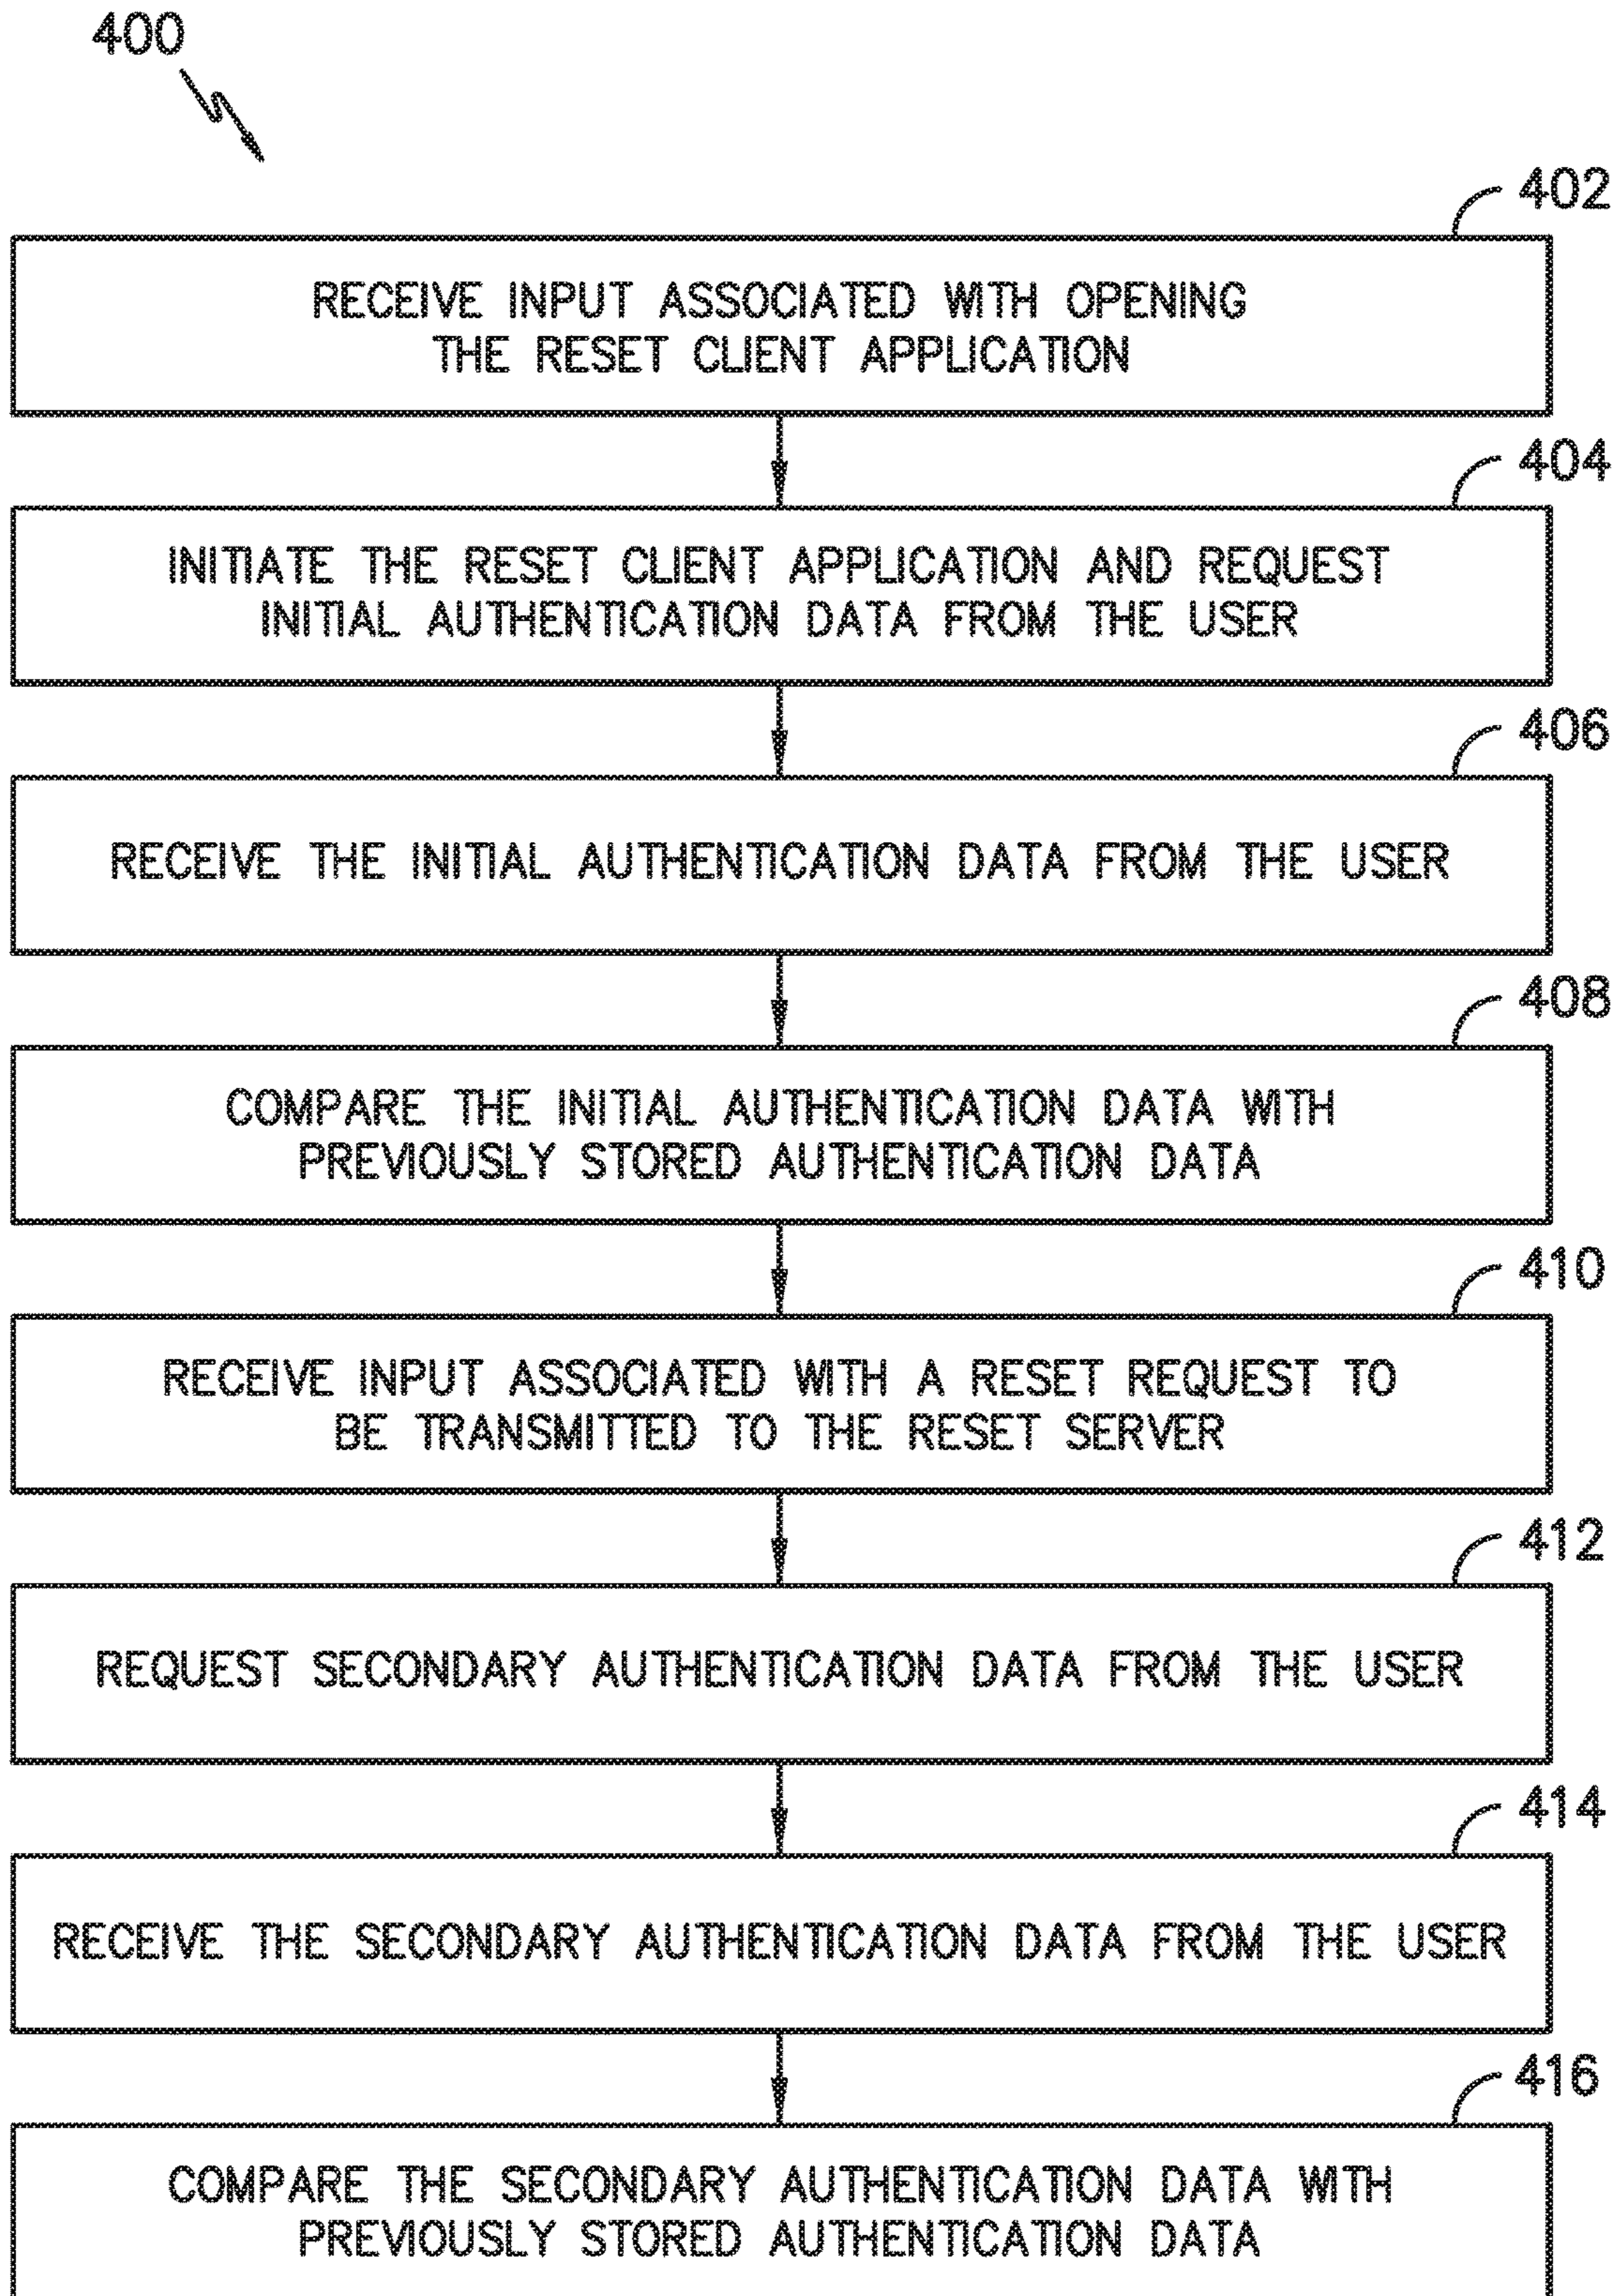 400
402
RECEIVE INPUT ASSOCIATED WITH OPENING
THE RESET CLIENT APPLICATION
404
INITIATE THE RESET CLIENT APPLICATION AND REQUEST
INITIAL AUTHENTICATION DATA FROM THE USER
406
RECEIVE THE INITIAL AUTHENTICATION DATA FROM THE USER
408
COMPARE THE INITIAL AUTHENTICATION DATA WITH
PREVIOUSLY STORED AUTHENTICATION DATA
410
RECEIVE INPUT ASSOCIATED WITH A RESET REQUEST TO
BE TRANSMITTED TO THE RESET SERVER
412
REQUEST SECONDARY AUTHENTICATION DATA FROM THE USER
414
RECEIVE THE SECONDARY AUTHENTICATION DATA FROM THE USER
416
COMPARE THE SECONDARY AUTHENTICATION DATA WITH
PREVIOUSLY STORED AUTHENTICATION DATA